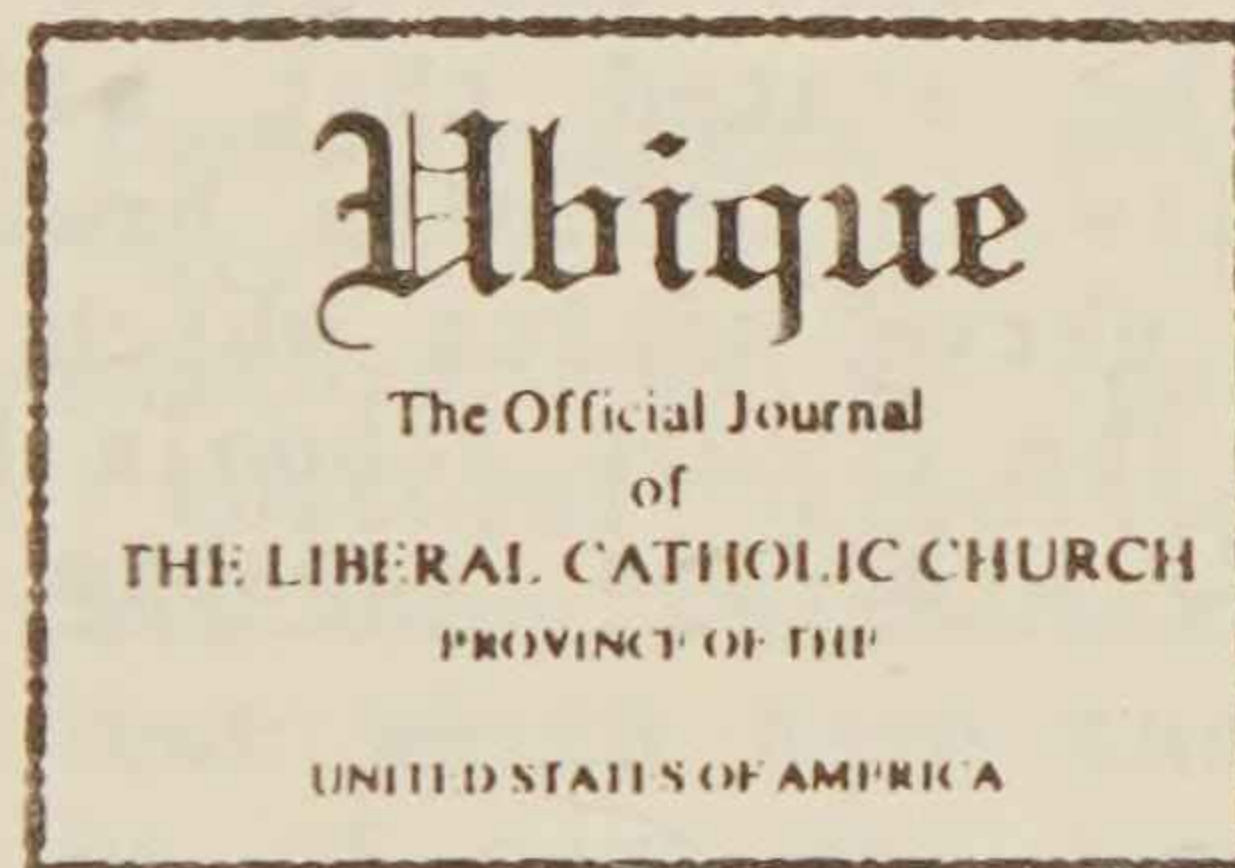 Ubique
The Official Journal
of
THE LIBERAL CATHOLIC CHURCH
PROVINCE OF THE
UNITED STATES OF AMERICA